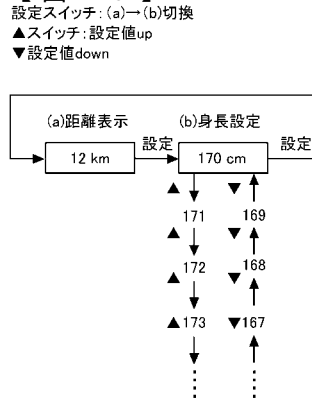 設定スイッチ:(a)→(b)切換
▲スイッチ:設定値up
▼設定値down
(a)距離表示 (b)身長設定
12 km 設定 170 cm 設定
▲ ▼
171 169
▲ ▼
172 168
▲ ▼
▲173 ▼167